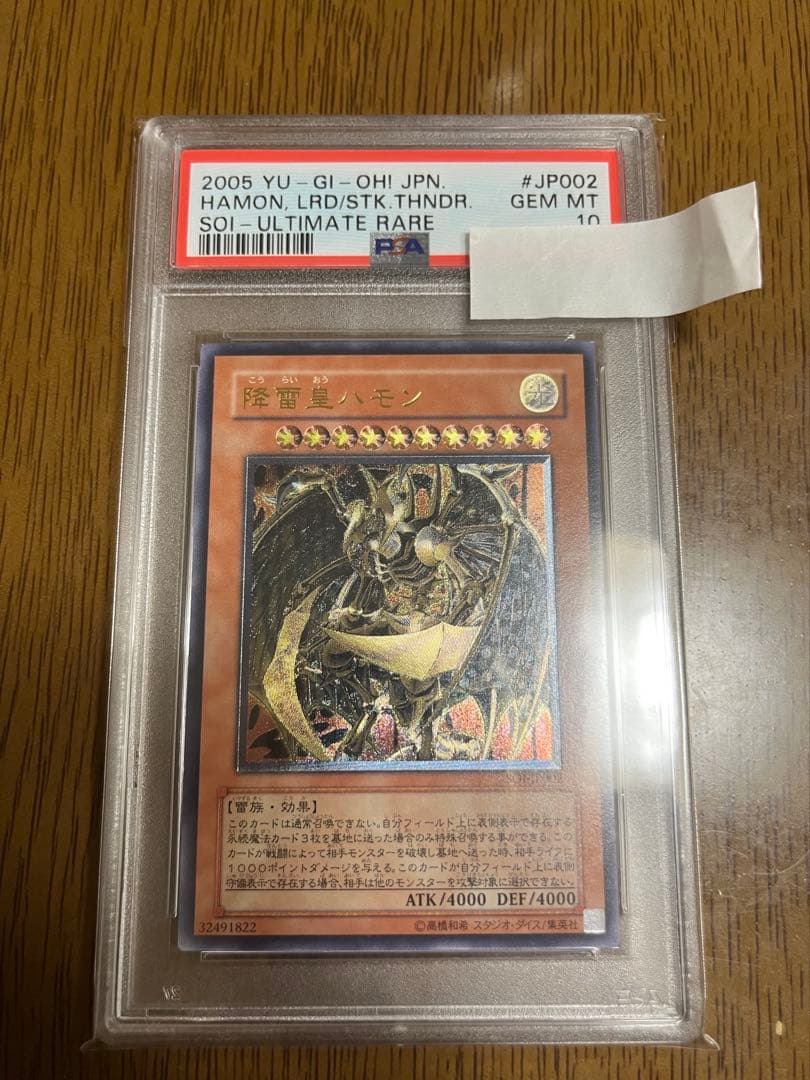 2005 YU-GI-OH! JPN. #JP002
HAMON, LRD/STK.THNDR. GEM MT
SOI-ULTIMATE RARE 10
PSA
こう らい おう
降雷皇ハモン
光
【雷族・効果】
このカードは通常召喚できない。自分フィールド上に表側表示で存在する
永続魔法カード3枚を墓地に送った場合のみ特殊召喚する事ができる。この
カードが戦闘によって相手モンスターを破壊し墓地へ送った時、相手ライフに
1000ポイントダメージを与える。このカードが自分フィールド上に表側
守備表示で存在する場合、相手は他のモンスターを攻撃対象に選択できない。
ATK/4000 DEF/4000
32491822 ©高橋和希 スタジオ・ダイス/集英社